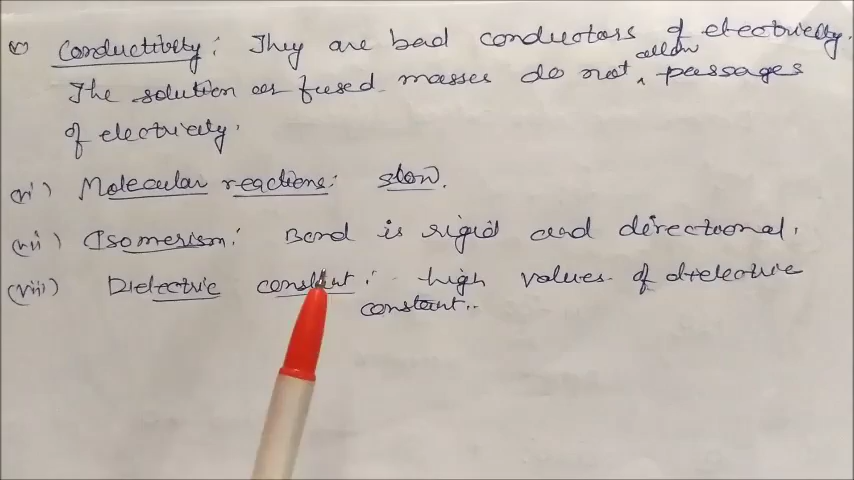 v) Conductivity: They are bad conductors of electricity.
The solution or fused masses do not allow passages
of electricity.
vi) Molecular reactions: slow.
(vii) Isomerism: Bond is rigid and directional.
(viii) Dielectric constant: high values of dielectric
constant..